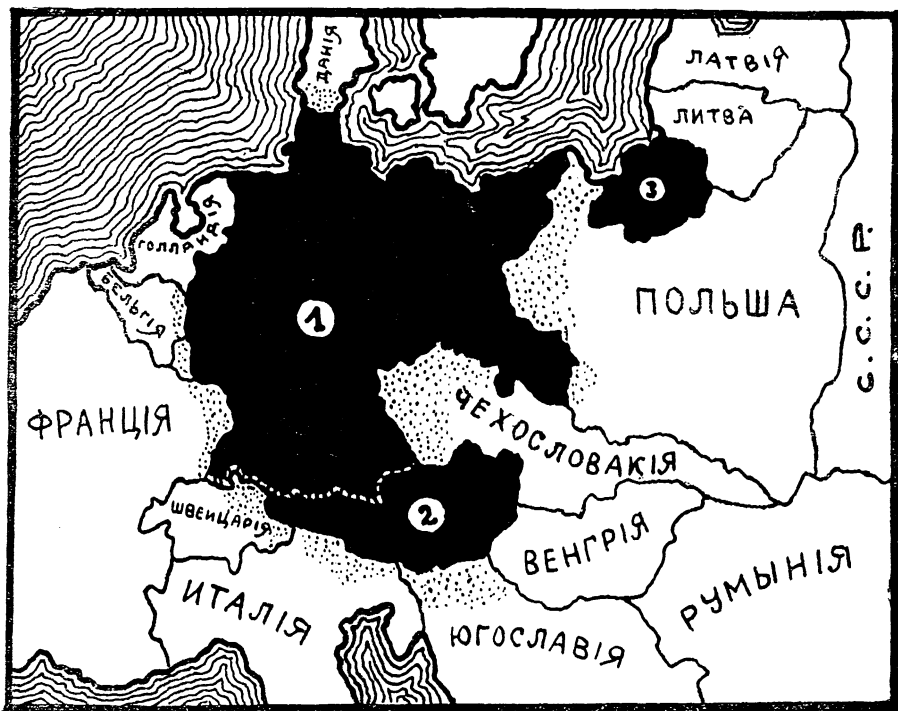 ДАНІЯ
ЛАТВІЯ
ЛИТВА
3
ГОЛЛАНДІЯ
С.С.С.Р.
БЕЛЬГІЯ
1
ПОЛЬША
ФРАНЦІЯ
ЧЕХОСЛОВАКІЯ
ШВЕЙЦАРІЯ
2
ВЕНГРІЯ
ИТАЛІЯ
ЮГОСЛАВІЯ
РУМЫНІЯ